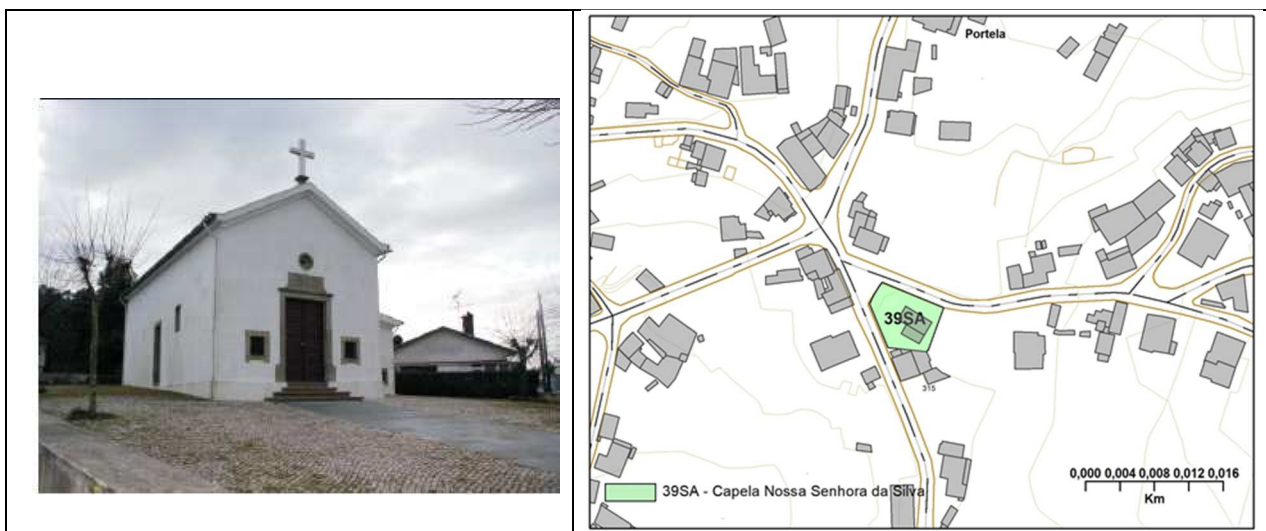 Portela
39SA
315
0,000 0,004 0,008 0,012 0,016
Km
39SA - Capela Nossa Senhora da Silva